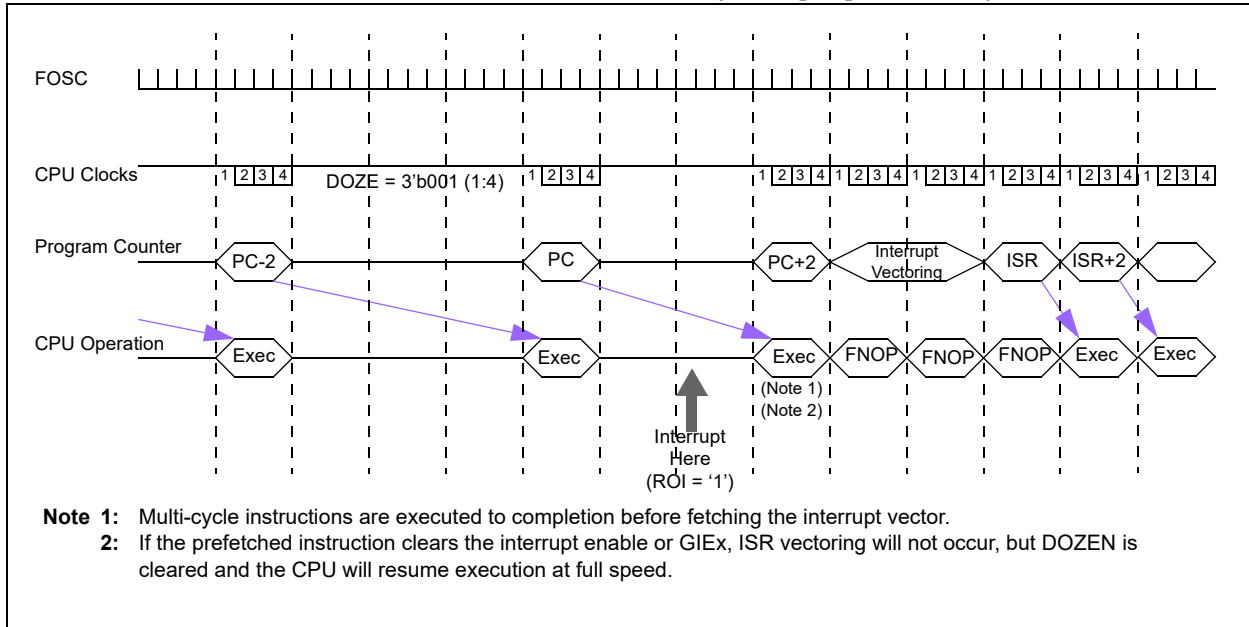 FOSC
CPU Clocks
1 2 3 4
DOZE = 3'b001 (1:4)
1 2 3 4
1 2 3 4 1 2 3 4 1 2 3 4 1 2 3 4 1 2 3 4 1 2 3 4
Program Counter
PC-2
PC
PC+2
Interrupt
Vectoring
ISR
ISR+2
CPU Operation
Exec
Exec
Exec
FNOP
FNOP
FNOP
Exec
Exec
(Note 1)
(Note 2)
Interrupt
Here
(ROI = ‘1’)
Note 1: Multi-cycle instructions are executed to completion before fetching the interrupt vector.
2: If the prefetched instruction clears the interrupt enable or GIEx, ISR vectoring will not occur, but DOZEN is
cleared and the CPU will resume execution at full speed.